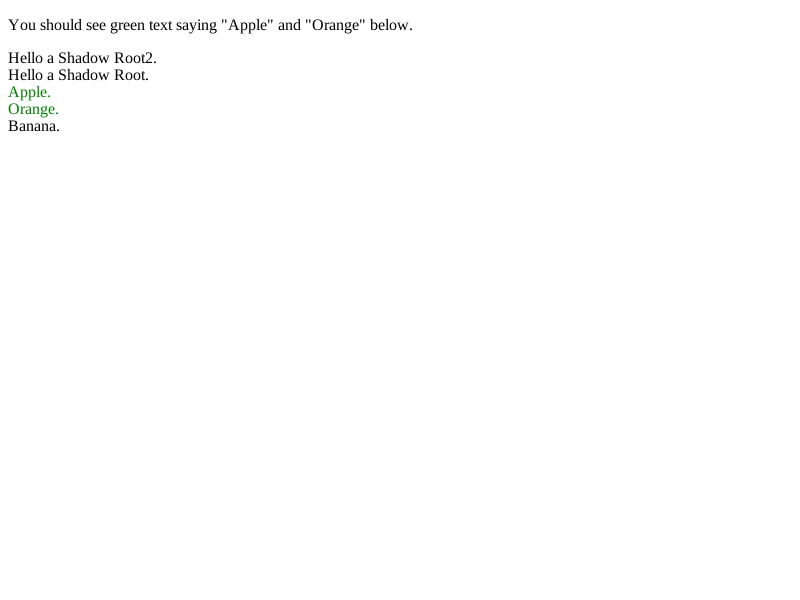 You should see green text saying "Apple" and "Orange" below.
Hello a Shadow Root2.
Hello a Shadow Root.
Apple.
Orange.
Banana.